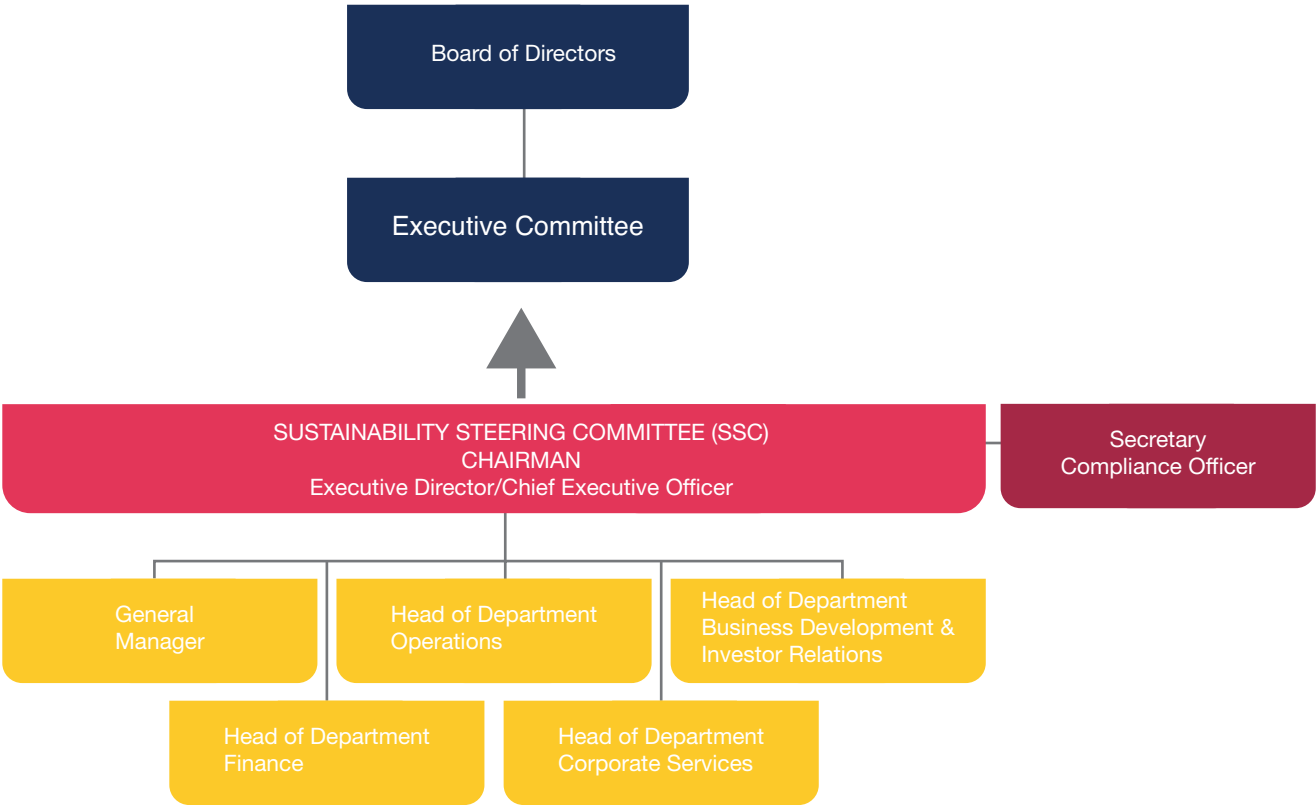 Board of Directors
Executive Committee
SUSTAINABILITY STEERING COMMITTEE (SSC)
CHAIRMAN
Executive Director/Chief Executive Officer
Secretary
Compliance Officer
General
Manager
Head of Department
Operations
Head of Department
Business Development &
Investor Relations
Head of Department
Finance
Head of Department
Corporate Services